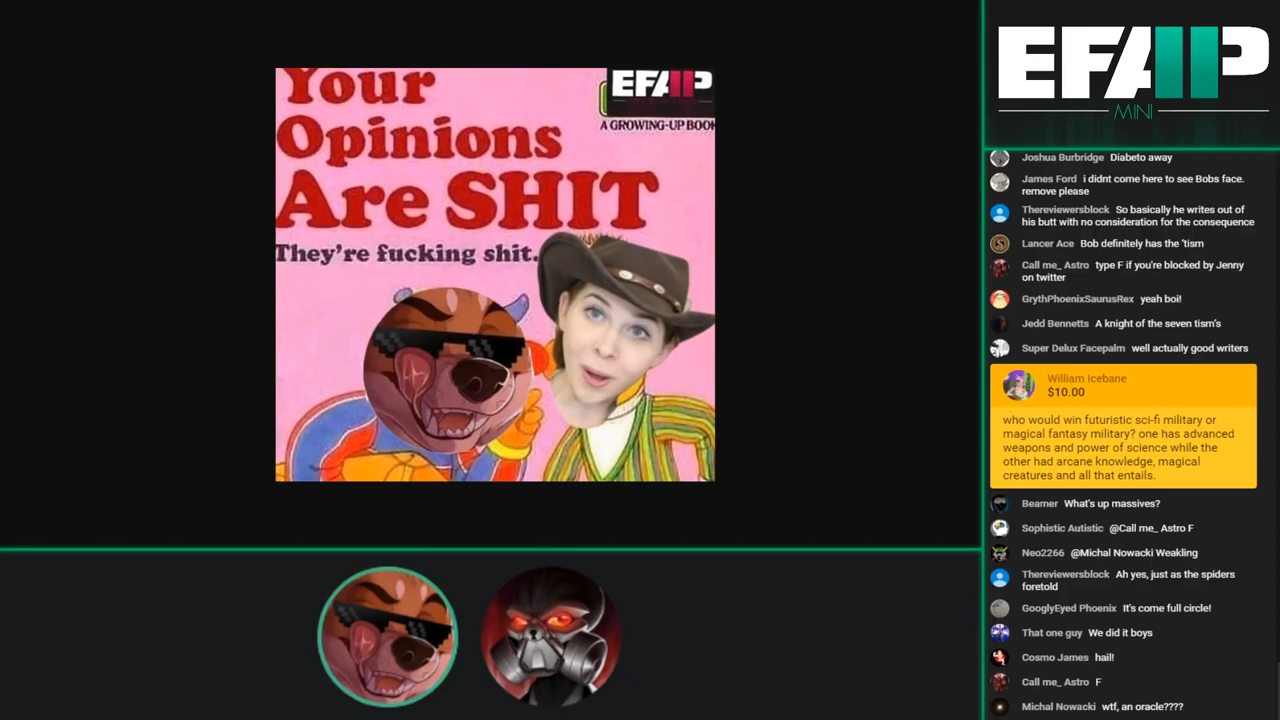 Your
Opinions
Are SHIT
They're fucking shit.
EFAP
A GROWING-UP BOOK
EFAP
MINI
Joshua Burbridge Diabeto away
James Ford i didnt come here to see Bobs face.
remove please
Thereviewersblock So basically he writes out of
his butt with no consideration for the consequence
Lancer Ace Bob definitely has the 'tism
Call me_ Astro type F if you're blocked by Jenny
on twitter
GrythPhoenixSaurusRex yeah boi!
Jedd Bennetts A knight of the seven tism's
Super Delux Facepalm well actually good writers
William Icebane
$10.00
who would win futuristic sci-fi military or
magical fantasy military? one has advanced
weapons and power of science while the
other had arcane knowledge, magical
creatures and all that entails.
Beamer What's up massives?
Sophistic Autistic @Call me_ Astro F
Neo2266 @Michal Nowacki Weakling
Thereviewersblock Ah yes, just as the spiders
foretold
GooglyEyed Phoenix It's come full circle!
That one guy We did it boys
Cosmo James hail!
Call me_ Astro F
Michal Nowacki wtf, an oracle????